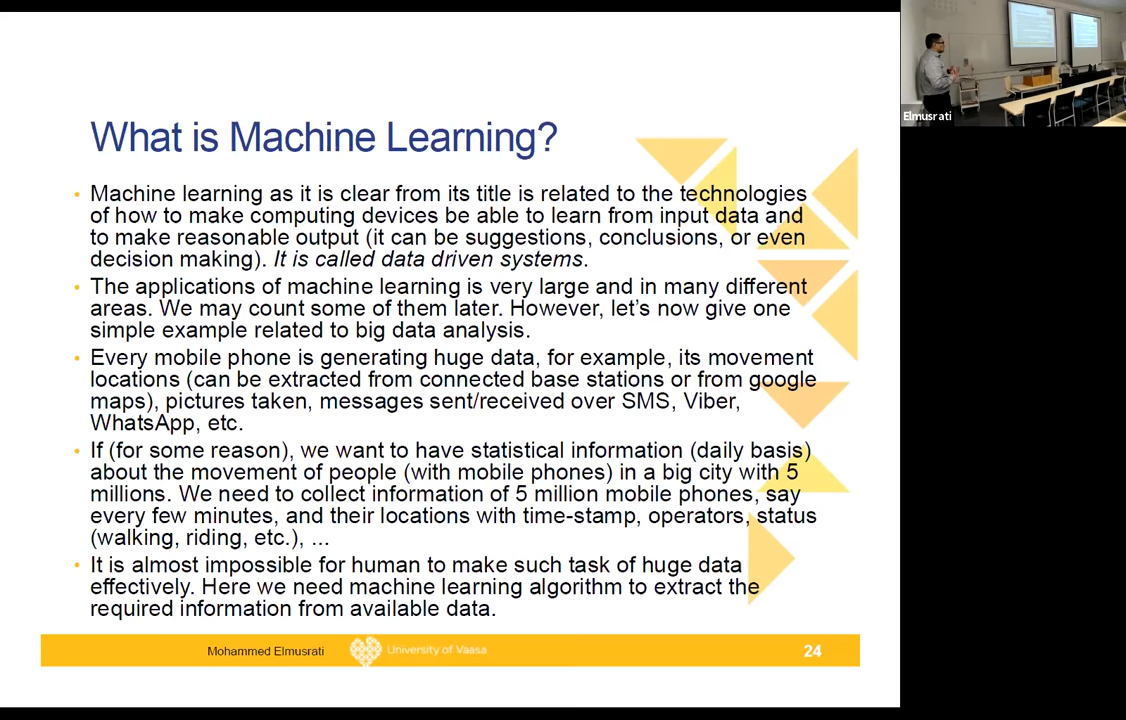 What is Machine Learning?
• Machine learning as it is clear from its title is related to the technologies
of how to make computing devices be able to learn from input data and
to make reasonable output (it can be suggestions, conclusions, or even
decision making). It is called data driven systems.
• The applications of machine learning is very large and in many different
areas. We may count some of them later. However, let's now give one
simple example related to big data analysis.
• Every mobile phone is generating huge data, for example, its movement
locations (can be extracted from connected base stations or from google
maps), pictures taken, messages sent/received over SMS, Viber,
WhatsApp, etc.
• If (for some reason), we want to have statistical information (daily basis)
about the movement of people (with mobile phones) in a big city with 5
millions. We need to collect information of 5 million mobile phones, say
every few minutes, and their locations with time-stamp, operators, status
(walking, riding, etc.), ...
• It is almost impossible for human to make such task of huge data
effectively. Here we need machine learning algorithm to extract the
required information from available data.
Mohammed Elmusrati
University of Vaasa
24
Elmusrati